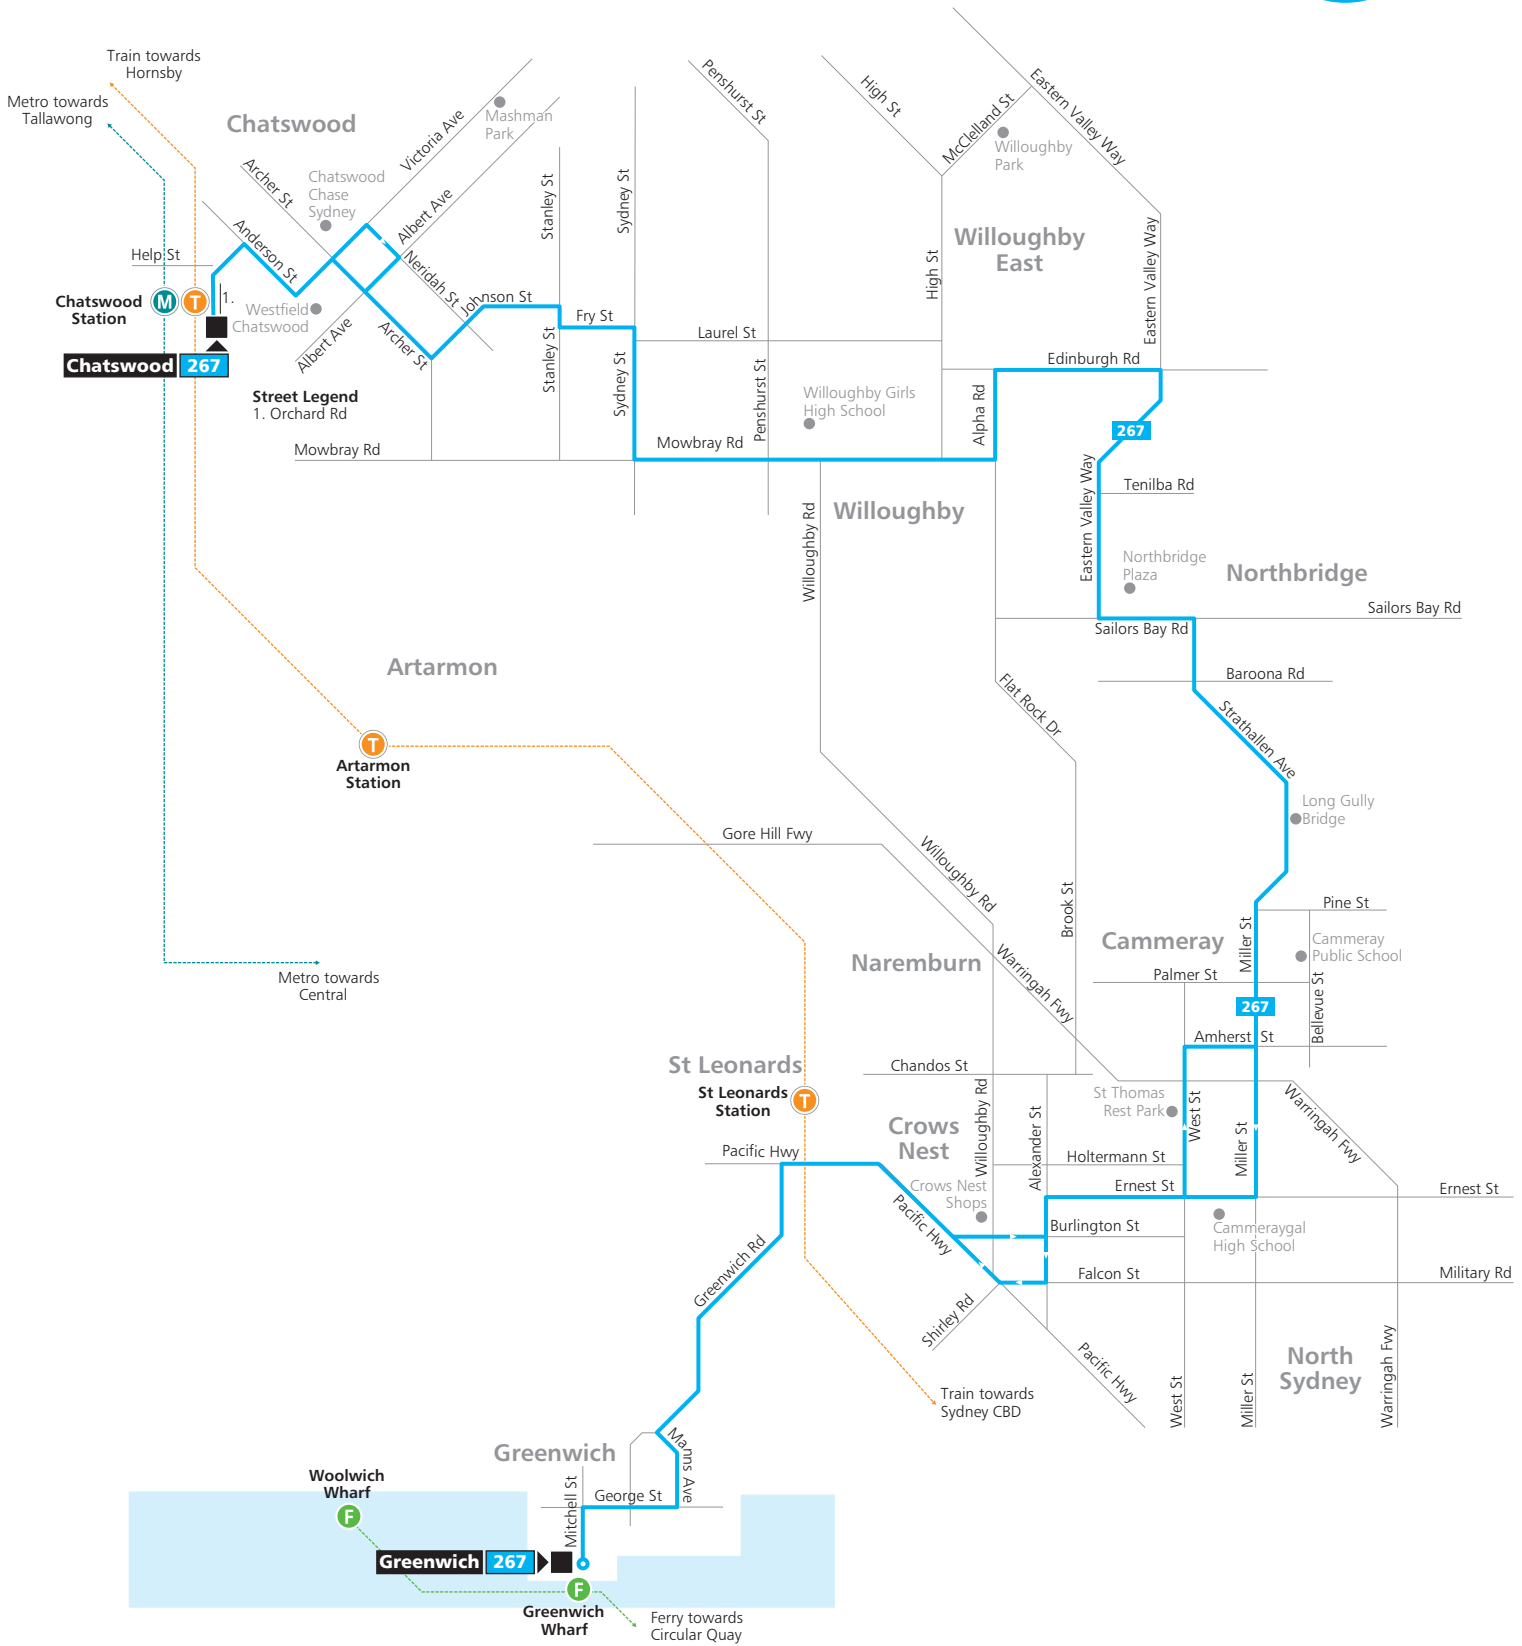 Train towards
Hornsby
Metro towards
Tallawong
Chatswood
Archer St
Victoria Ave
Mashman
Park
Chatswood
Chase
Sydney
Albert Ave
Anderson St
Help St
Neridah St
Johnson St
Chatswood
Station
M
T
1.
Westfield
Chatswood
Albert Ave
Archer St
Chatswood 267
Street Legend
1. Orchard Rd
Mowbray Rd
Stanley St
Sydney St
Stanley St
Fry St
Sydney St
Penshurst St
High St
McClelland St
Eastern Valley Way
Willoughby
Park
Willoughby
East
High St
Eastern Valley Way
Laurel St
Penshurst St
Willoughby Girls
High School
Edinburgh Rd
Alpha Rd
Mowbray Rd
267
Willoughby
Willoughby Rd
Eastern Valley Way
Tenilba Rd
Northbridge
Plaza
Northbridge
Sailors Bay Rd
Sailors Bay Rd
Baroona Rd
Artarmon
T
Artarmon
Station
Flat Rock Dr
Strathallen Ave
Long Gully
Bridge
Gore Hill Fwy
Willoughby Rd
Brook St
Pine St
Miller St
Cammeray
Cammeray
Public School
Naremburn
Warringah Fwy
Palmer St
Bellevue St
267
Amherst St
Metro towards
Central
St Leonards
St Leonards
Station
T
Chandos St
Willoughby Rd
Alexander St
St Thomas
Rest Park
West St
Miller St
Warringah Fwy
Crows
Nest
Pacific Hwy
Holtermann St
Crows Nest
Shops
Ernest St
Ernest St
Pacific Hwy
Burlington St
Cammeraygal
High School
Falcon St
Military Rd
Greenwich Rd
Shirley Rd
Pacific Hwy
North
Sydney
West St
Miller St
Warringah Fwy
Train towards
Sydney CBD
Greenwich
Manns Ave
George St
Mitchell St
Woolwich
Wharf
F
Greenwich 267
F
Greenwich
Wharf
Ferry towards
Circular Quay